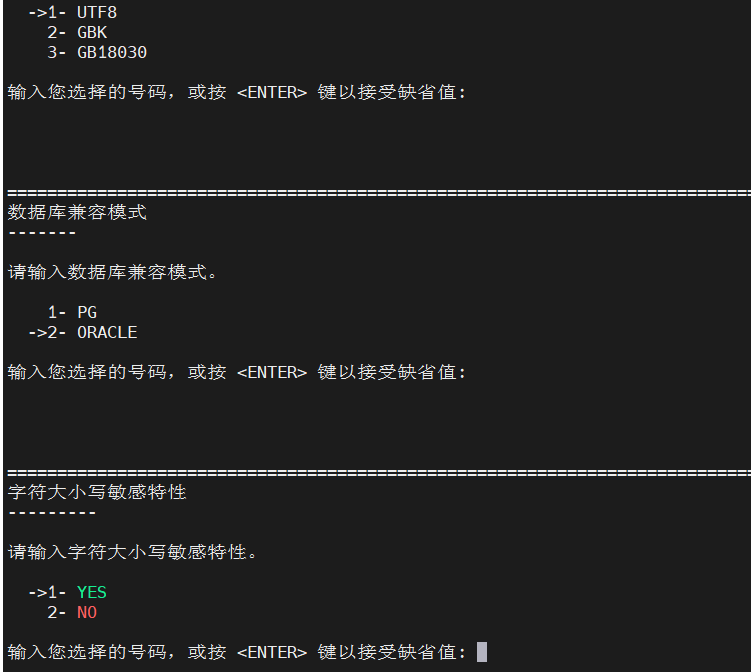 ->1- UTF8
2- GBK
3- GB18030
输入您选择的号码，或按 <ENTER> 键以接受缺省值:
===========================================================================
数据库兼容模式
-------
请输入数据库兼容模式。
1- PG
->2- ORACLE
输入您选择的号码，或按 <ENTER> 键以接受缺省值:
===========================================================================
字符大小写敏感特性
---------
请输入字符大小写敏感特性。
->1- YES
2- NO
输入您选择的号码，或按 <ENTER> 键以接受缺省值: